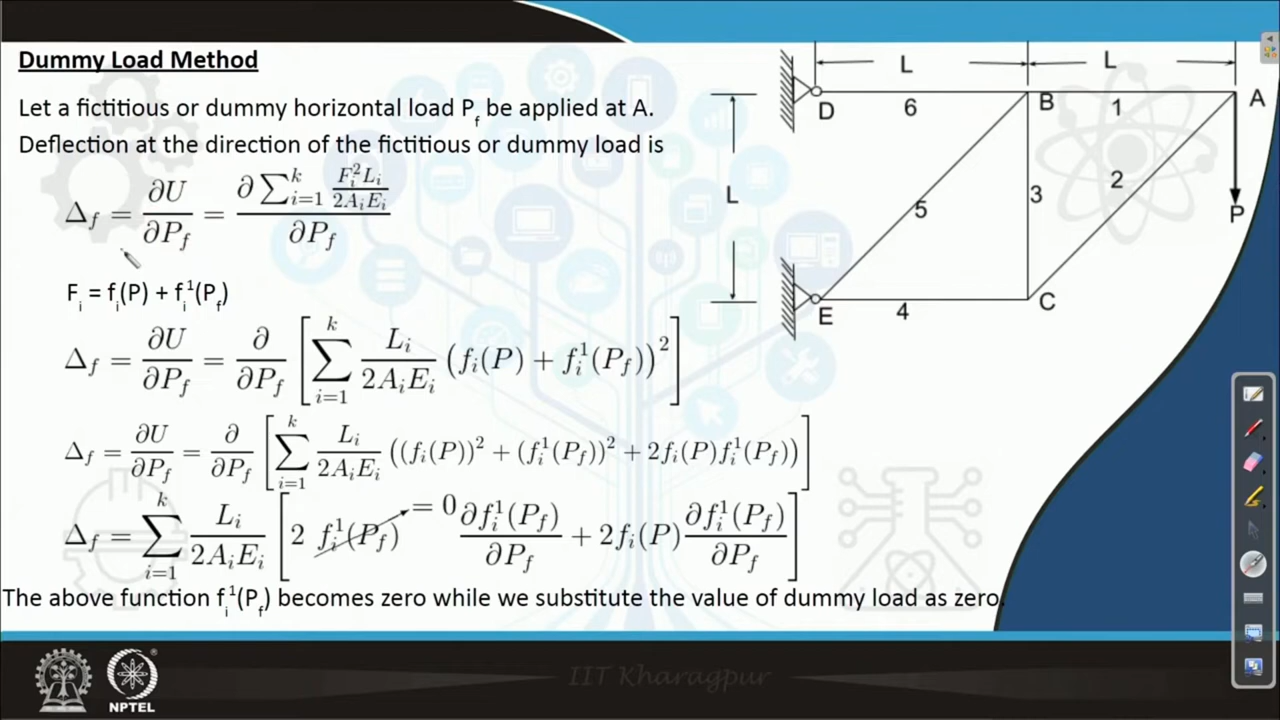 Dummy Load Method
Let a fictitious or dummy horizontal load P_f be applied at A.
Deflection at the direction of the fictitious or dummy load is
Δ_f = ∂U/∂P_f = ∂ ∑_{i=1}^{k} (F_i^2 L_i)/(2A_iE_i) / ∂P_f
F_i = f_i(P) + f_i^1(P_f)
Δ_f = ∂U/∂P_f = ∂/∂P_f [∑_{i=1}^{k} L_i/(2A_iE_i) (f_i(P) + f_i^1(P_f))^2]
Δ_f = ∂U/∂P_f = ∂/∂P_f [∑_{i=1}^{k} L_i/(2A_iE_i) ((f_i(P))^2 + (f_i^1(P_f))^2 + 2f_i(P)f_i^1(P_f))]
Δ_f = ∑_{i=1}^{k} L_i/(2A_iE_i) [2 f_i^1(P_f) = 0 ∂f_i^1(P_f)/∂P_f + 2f_i(P) ∂f_i^1(P_f)/∂P_f]
The above function f_i^1(P_f) becomes zero while we substitute the value of dummy load as zero.
L L
D 6 B 1 A
L 5 3 2 P
E 4 C
IIT Kharagpur
NPTEL